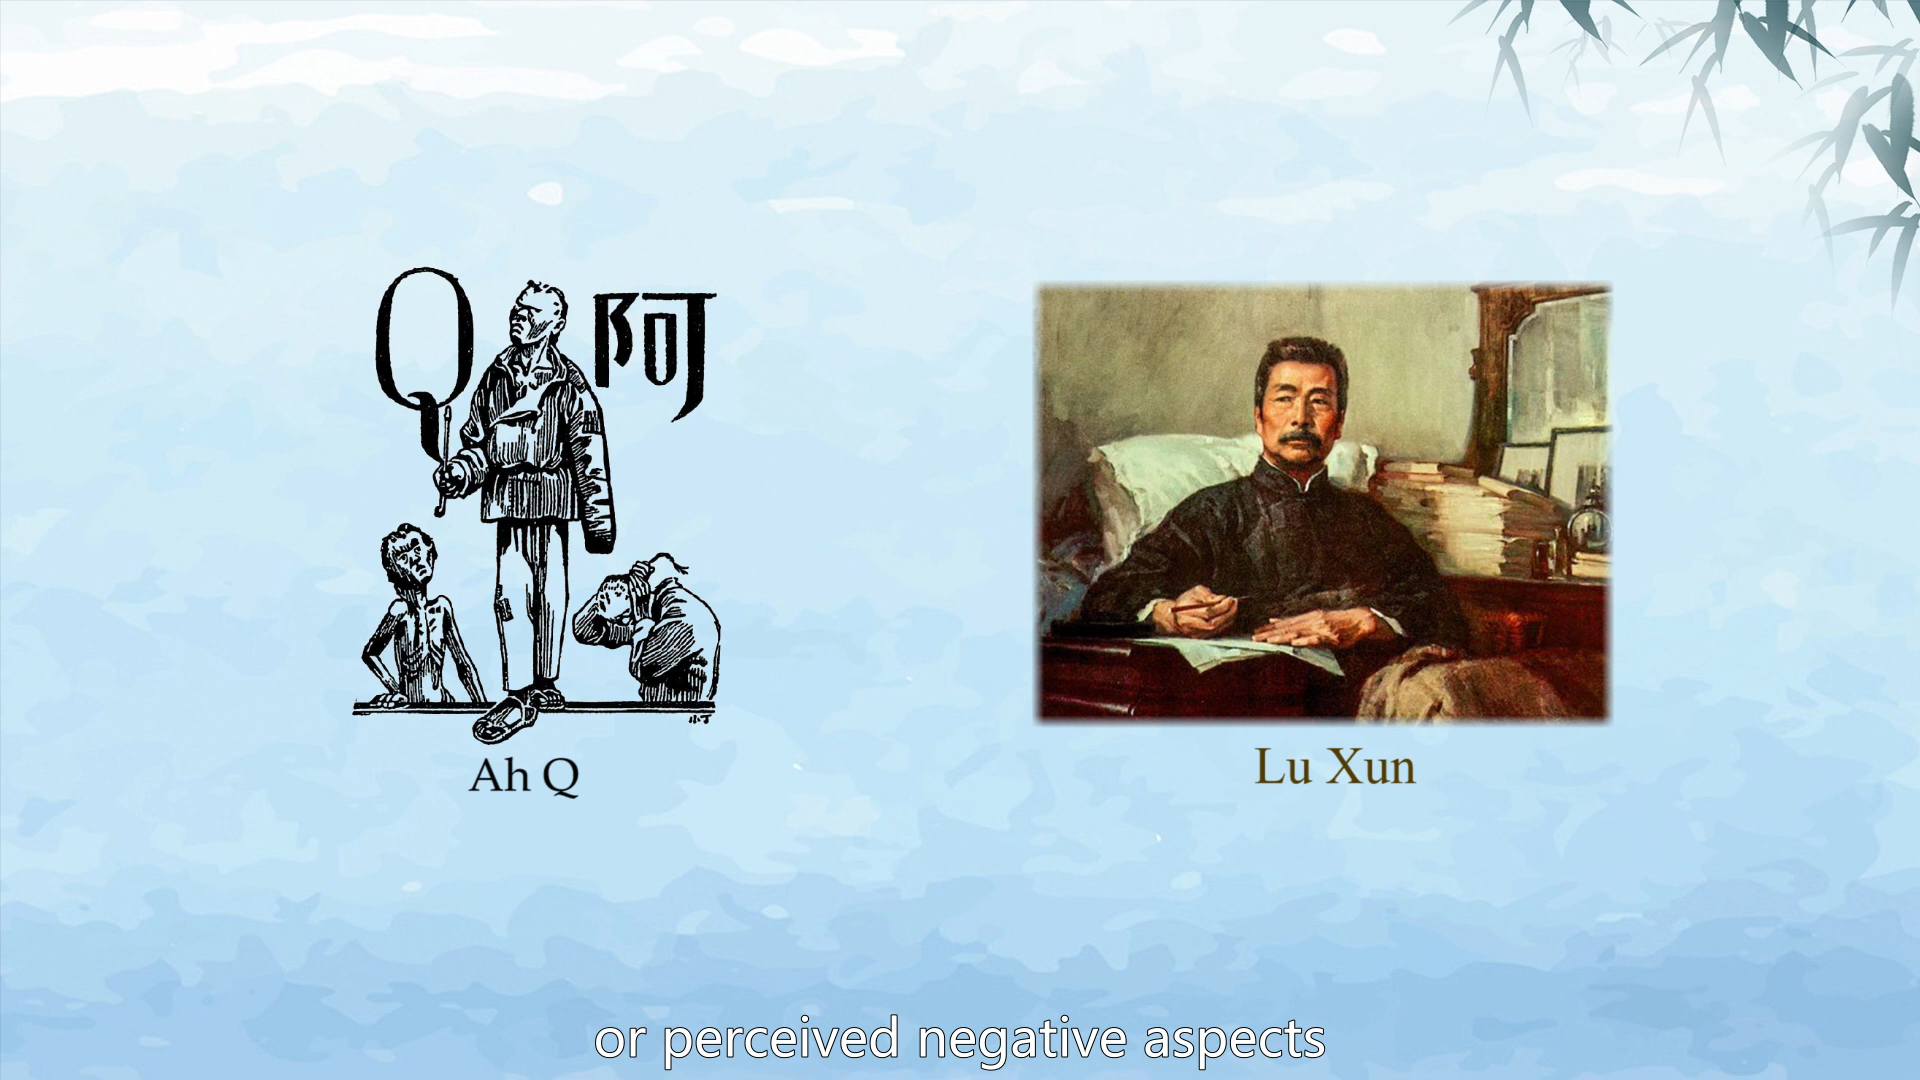 Q 阿
Ah Q
Lu Xun
or perceived negative aspects